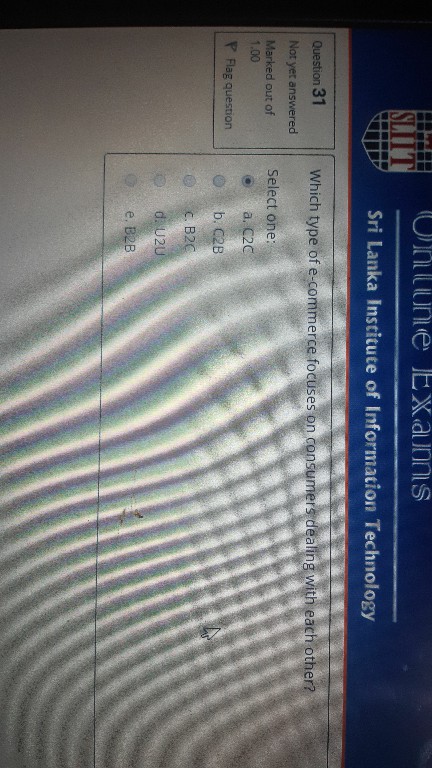 Online Exams
SLIIT
Sri Lanka Institute of Information Technology
Question 31
Not yet answered
Marked out of
1.00
Flag question
Which type of e-commerce focuses on consumers dealing with each other?
Select one:
a. C2C
b. C2B
c. B2C
d. U2U
e. B2B